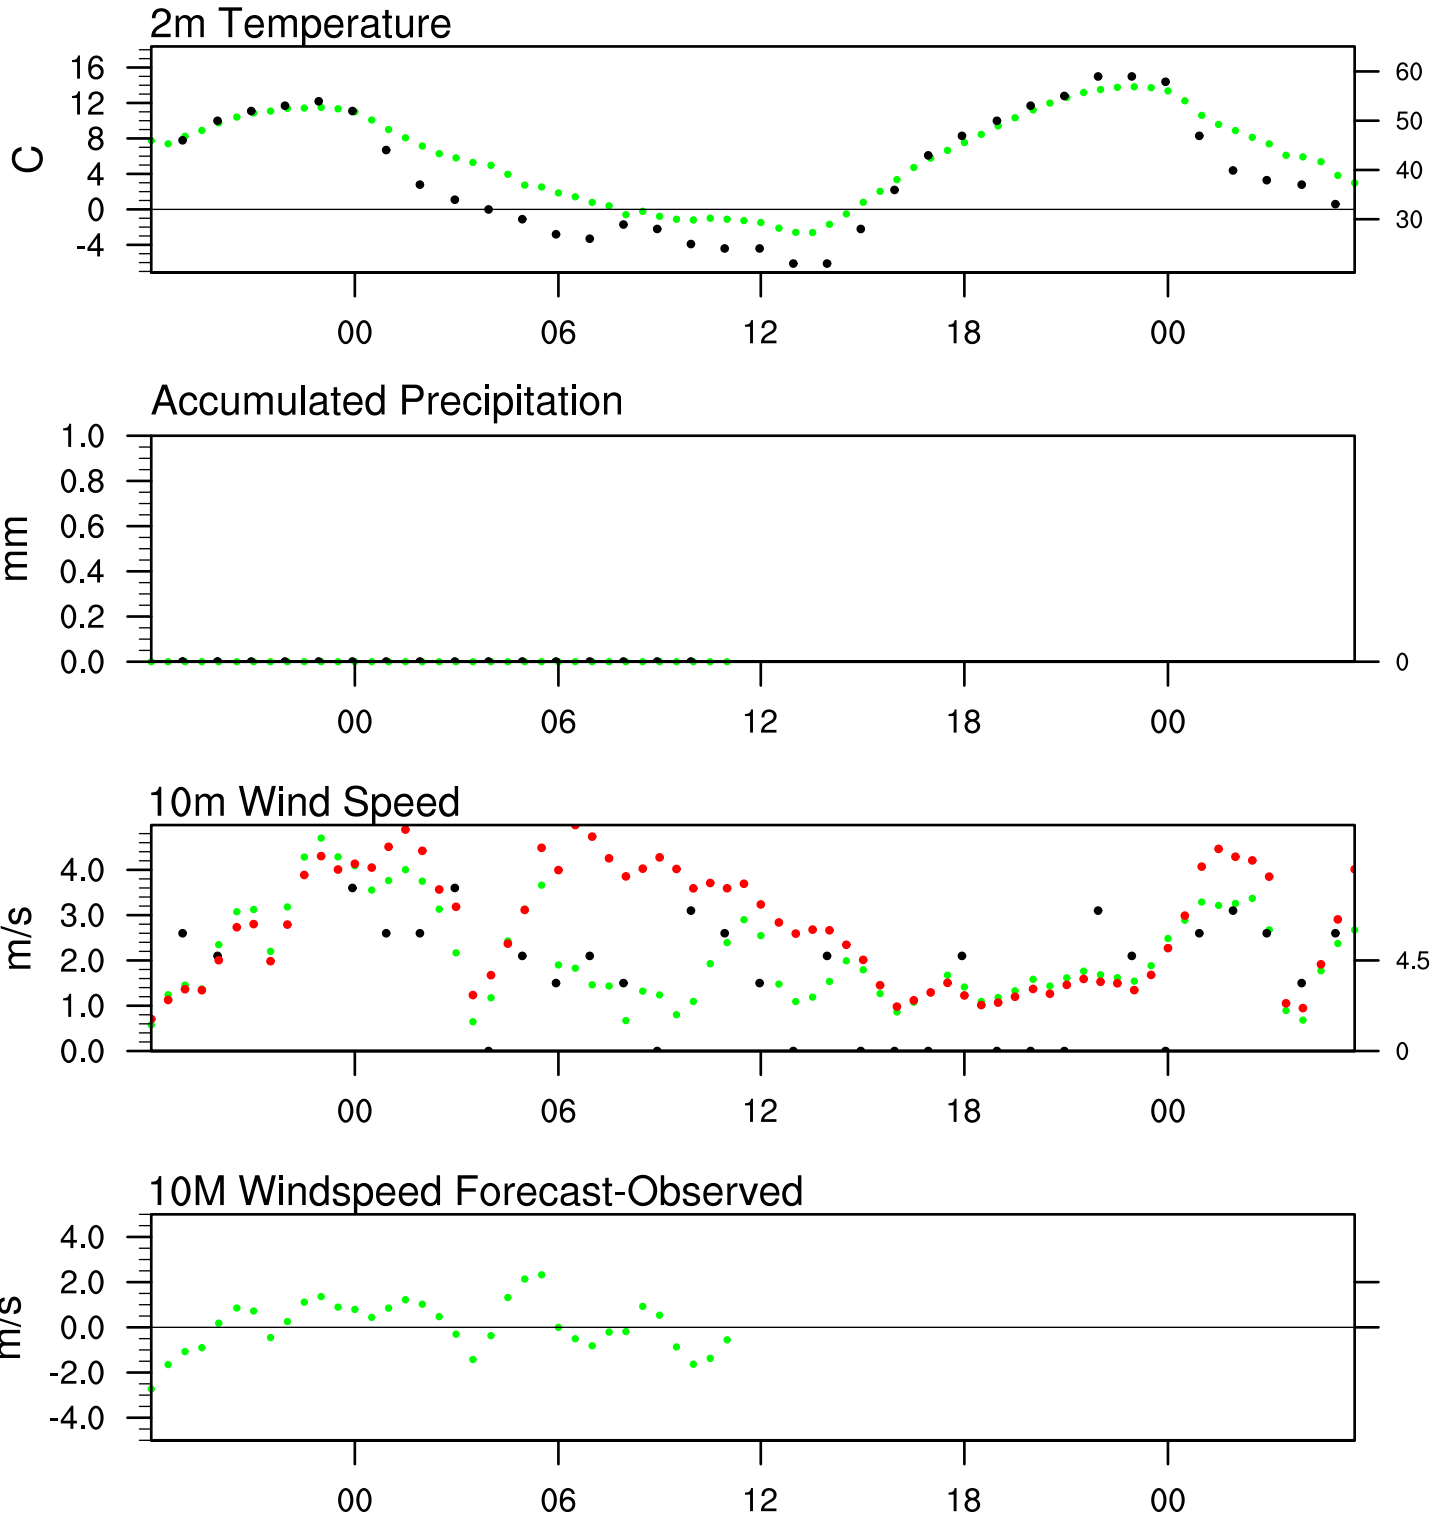 2m Temperature
16
12
8
4
0
-4
C
60
50
40
30
00 06 12 18 00
Accumulated Precipitation
1.0
0.8
0.6
0.4
0.2
0.0
mm
0
00 06 12 18 00
10m Wind Speed
4.0
3.0
2.0
1.0
0.0
m/s
4.5
0
00 06 12 18 00
10M Windspeed Forecast-Observed
4.0
2.0
0.0
-2.0
-4.0
m/s
00 06 12 18 00